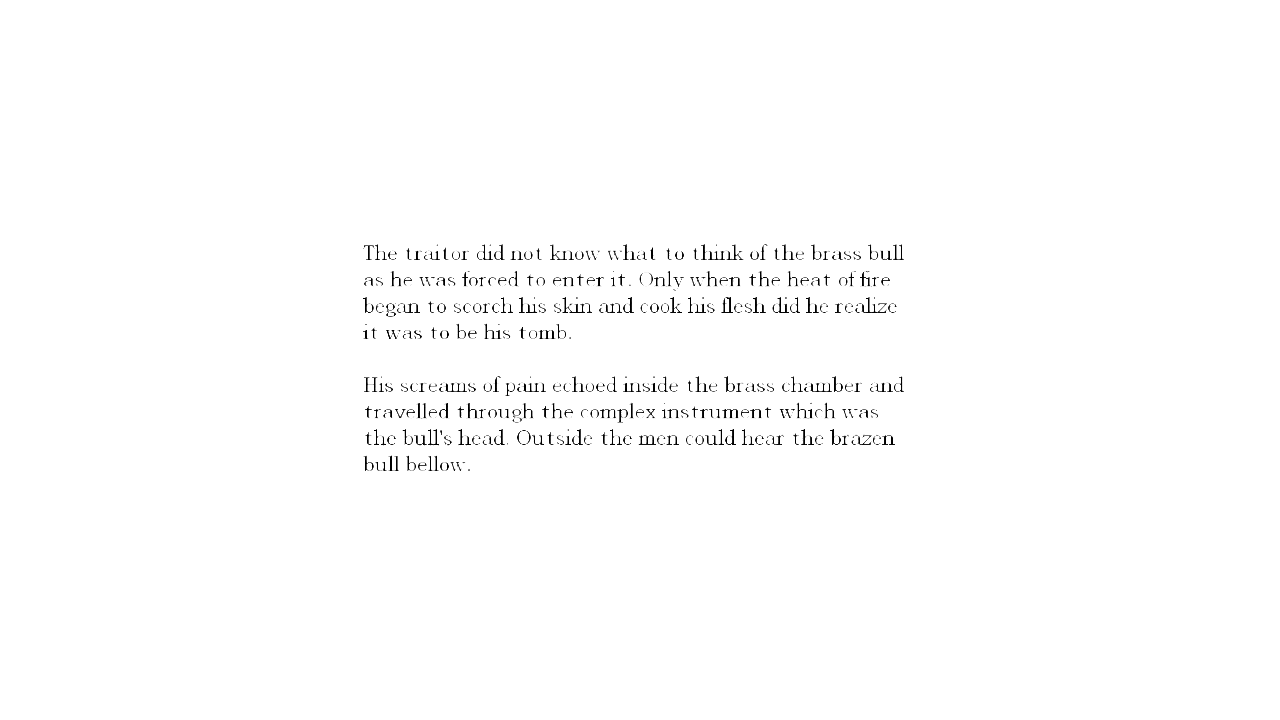 The traitor did not know what to think of the brass bull
as he was forced to enter it. Only when the heat of fire
began to scorch his skin and cook his flesh did he realize
it was to be his tomb.
His screams of pain echoed inside the brass chamber and
travelled through the complex instrument which was
the bull's head. Outside the men could hear the brazen
bull bellow.